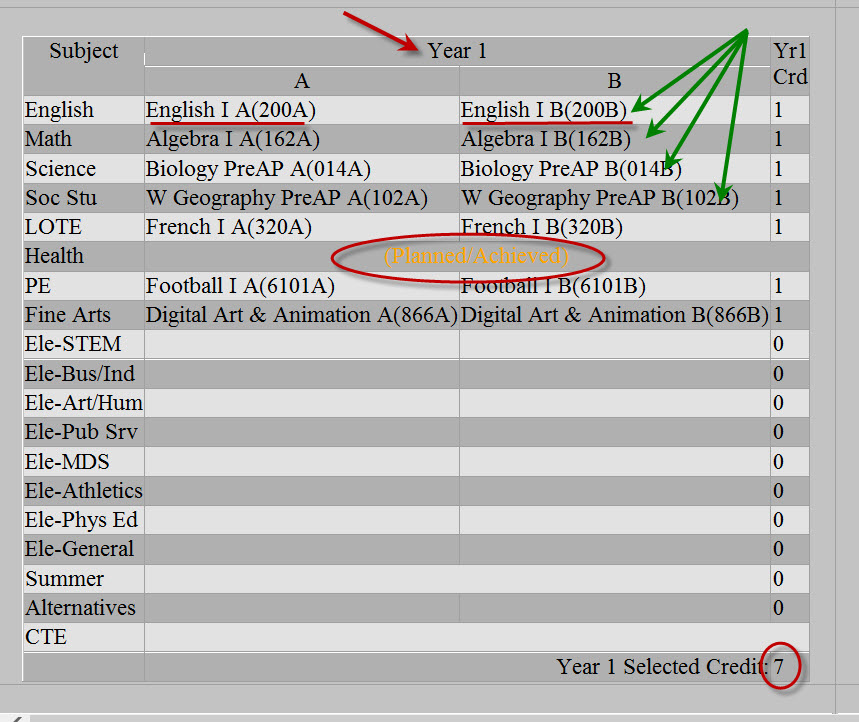 Subject Year 1 Yr1
A B Crd
English English I A(200A) English I B(200B) 1
Math Algebra I A(162A) Algebra I B(162B) 1
Science Biology PreAP A(014A) Biology PreAP B(014B) 1
Soc Stu W Geography PreAP A(102A) W Geography PreAP B(102B) 1
LOTE French I A(320A) French I B(320B) 1
Health (Planned/Achieved)
PE Football I A(6101A) Football I B(6101B) 1
Fine Arts Digital Art & Animation A(866A) Digital Art & Animation B(866B) 1
Ele-STEM 0
Ele-Bus/Ind 0
Ele-Art/Hum 0
Ele-Pub Srv 0
Ele-MDS 0
Ele-Athletics 0
Ele-Phys Ed 0
Ele-General 0
Summer 0
Alternatives 0
CTE
Year 1 Selected Credit: 7